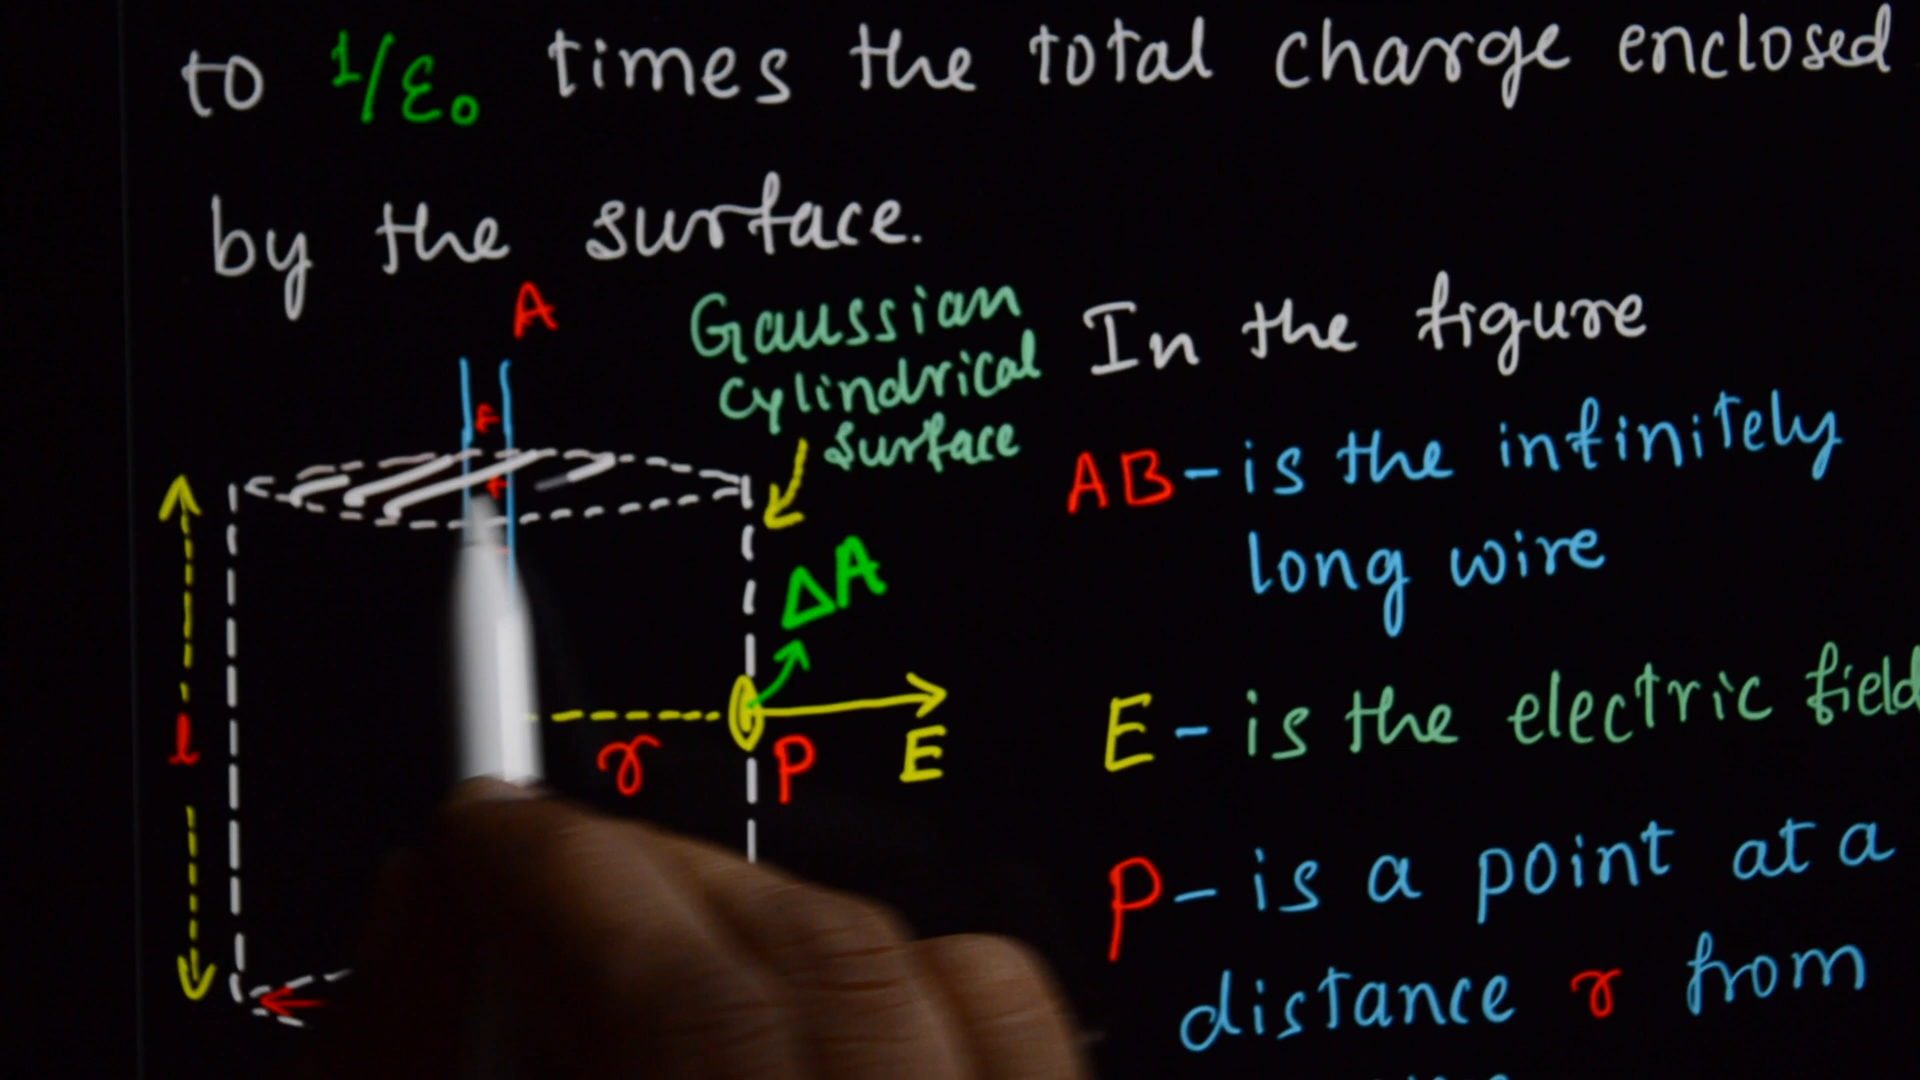 to 1/ε₀ times the total charge enclosed
by the surface.
A
Gaussian
Cylindrical
Surface
+
+
l
r
ΔA
P
E
In the figure
AB - is the infinitely
long wire
E - is the electric field
P - is a point at a
distance r from